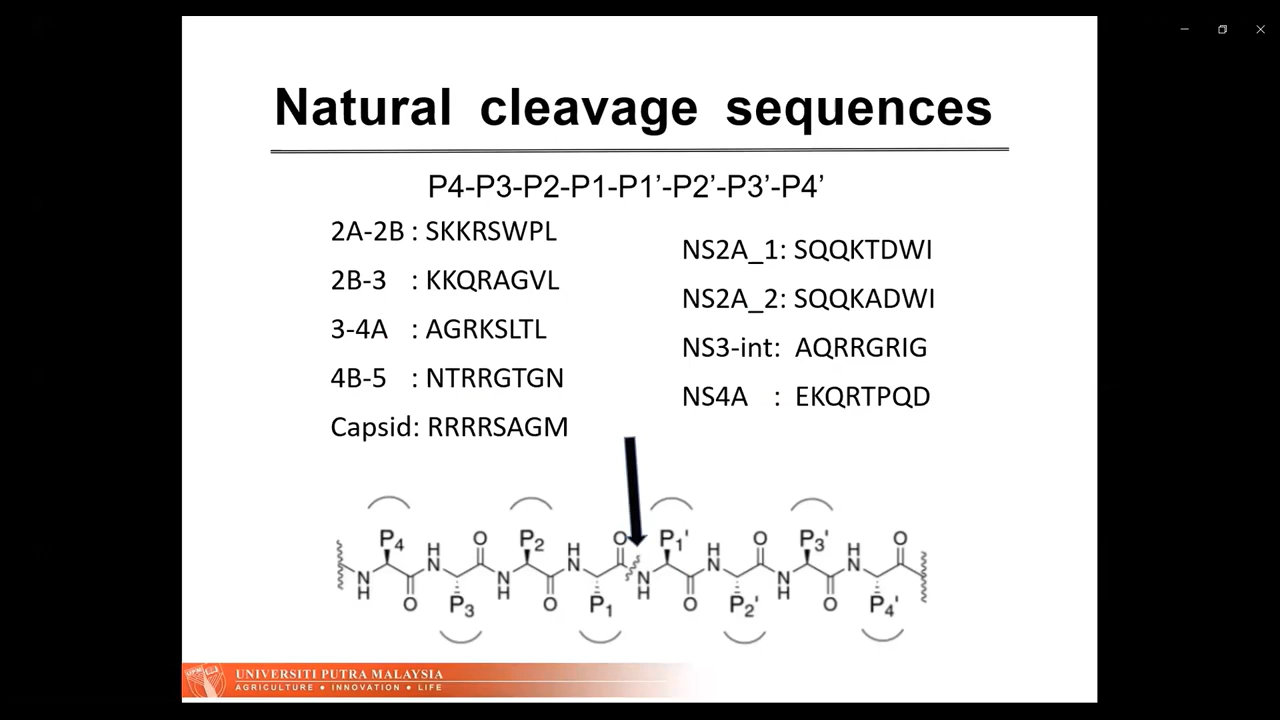 Natural cleavage sequences
P4-P3-P2-P1-P1’-P2’-P3’-P4’
2A-2B : SKKRSWPL
2B-3 : KKQRAGVL
3-4A : AGRKSLTL
4B-5 : NTRRGTGN
Capsid: RRRRSAGM
NS2A_1: SQQKTDWI
NS2A_2: SQQKADWI
NS3-int: AQRRGRIG
NS4A : EKQRTPQD
P4 H O P2 H O P1' H O P3' H O
N H O P3 N H O P1 N H O P2' N H O P4'
UNIVERSITI PUTRA MALAYSIA
AGRICULTURE • INNOVATION • LIFE